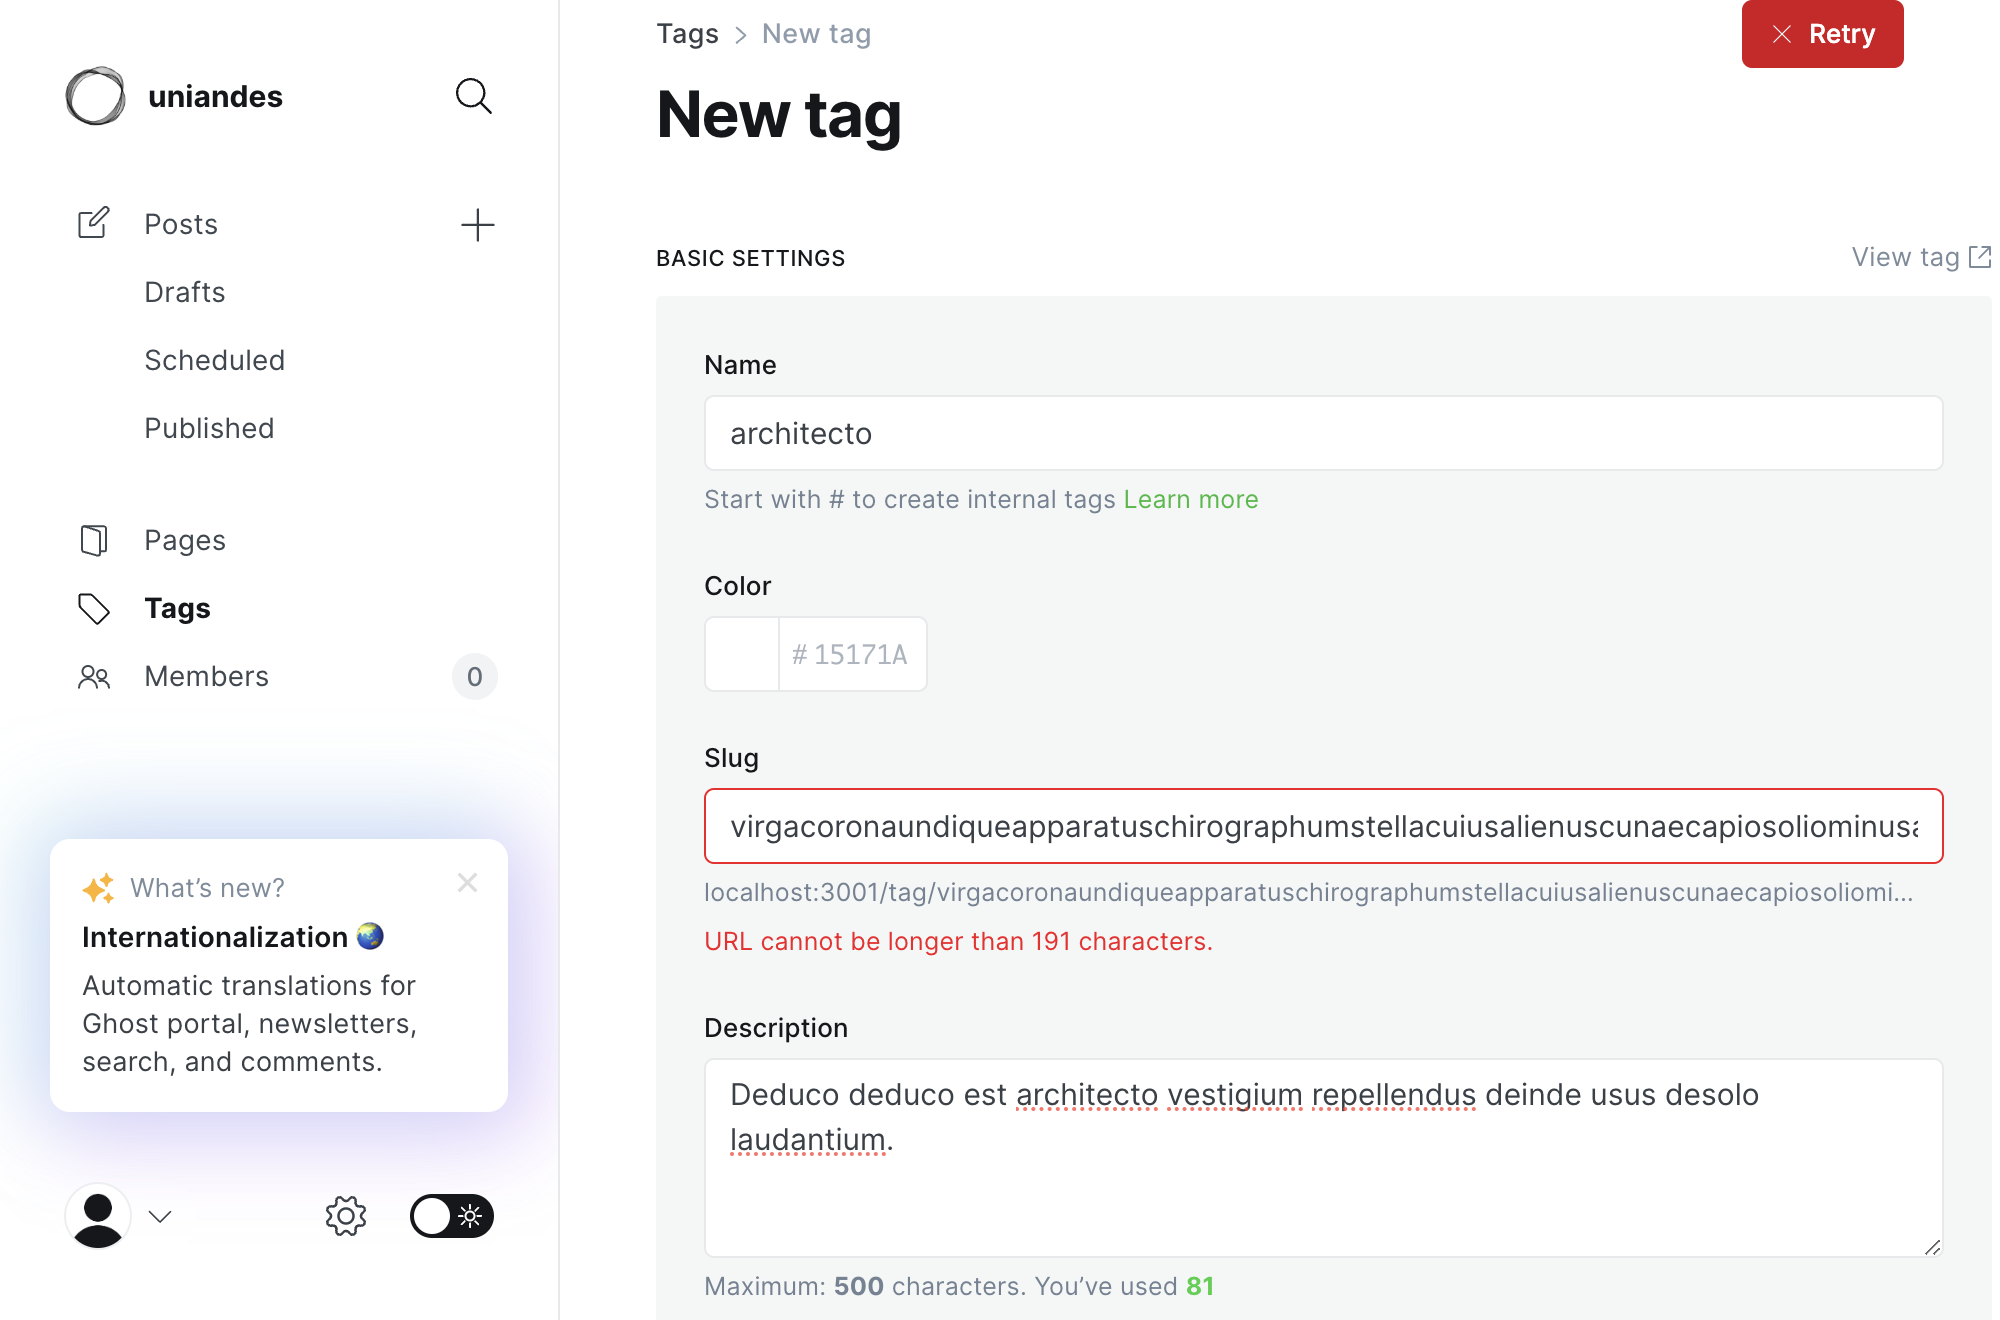 uniandes
Posts
Drafts
Scheduled
Published
Pages
Tags
Members
0
What’s new?
Internationalization
Automatic translations for
Ghost portal, newsletters,
search, and comments.
Tags > New tag
Retry
New tag
BASIC SETTINGS
View tag
Name
architecto
Start with # to create internal tags Learn more
Color
# 15171A
Slug
virgacoronaundiqueapparatuschirographumstellacuiusalienuscunaecapiosoliominusa
localhost:3001/tag/virgacoronaundiqueapparatuschirographumstellacuiusalienuscunaecapiosoliomi...
URL cannot be longer than 191 characters.
Description
Deduco deduco est architecto vestigium repellendus deinde usus desolo
laudantium.
Maximum: 500 characters. You’ve used 81